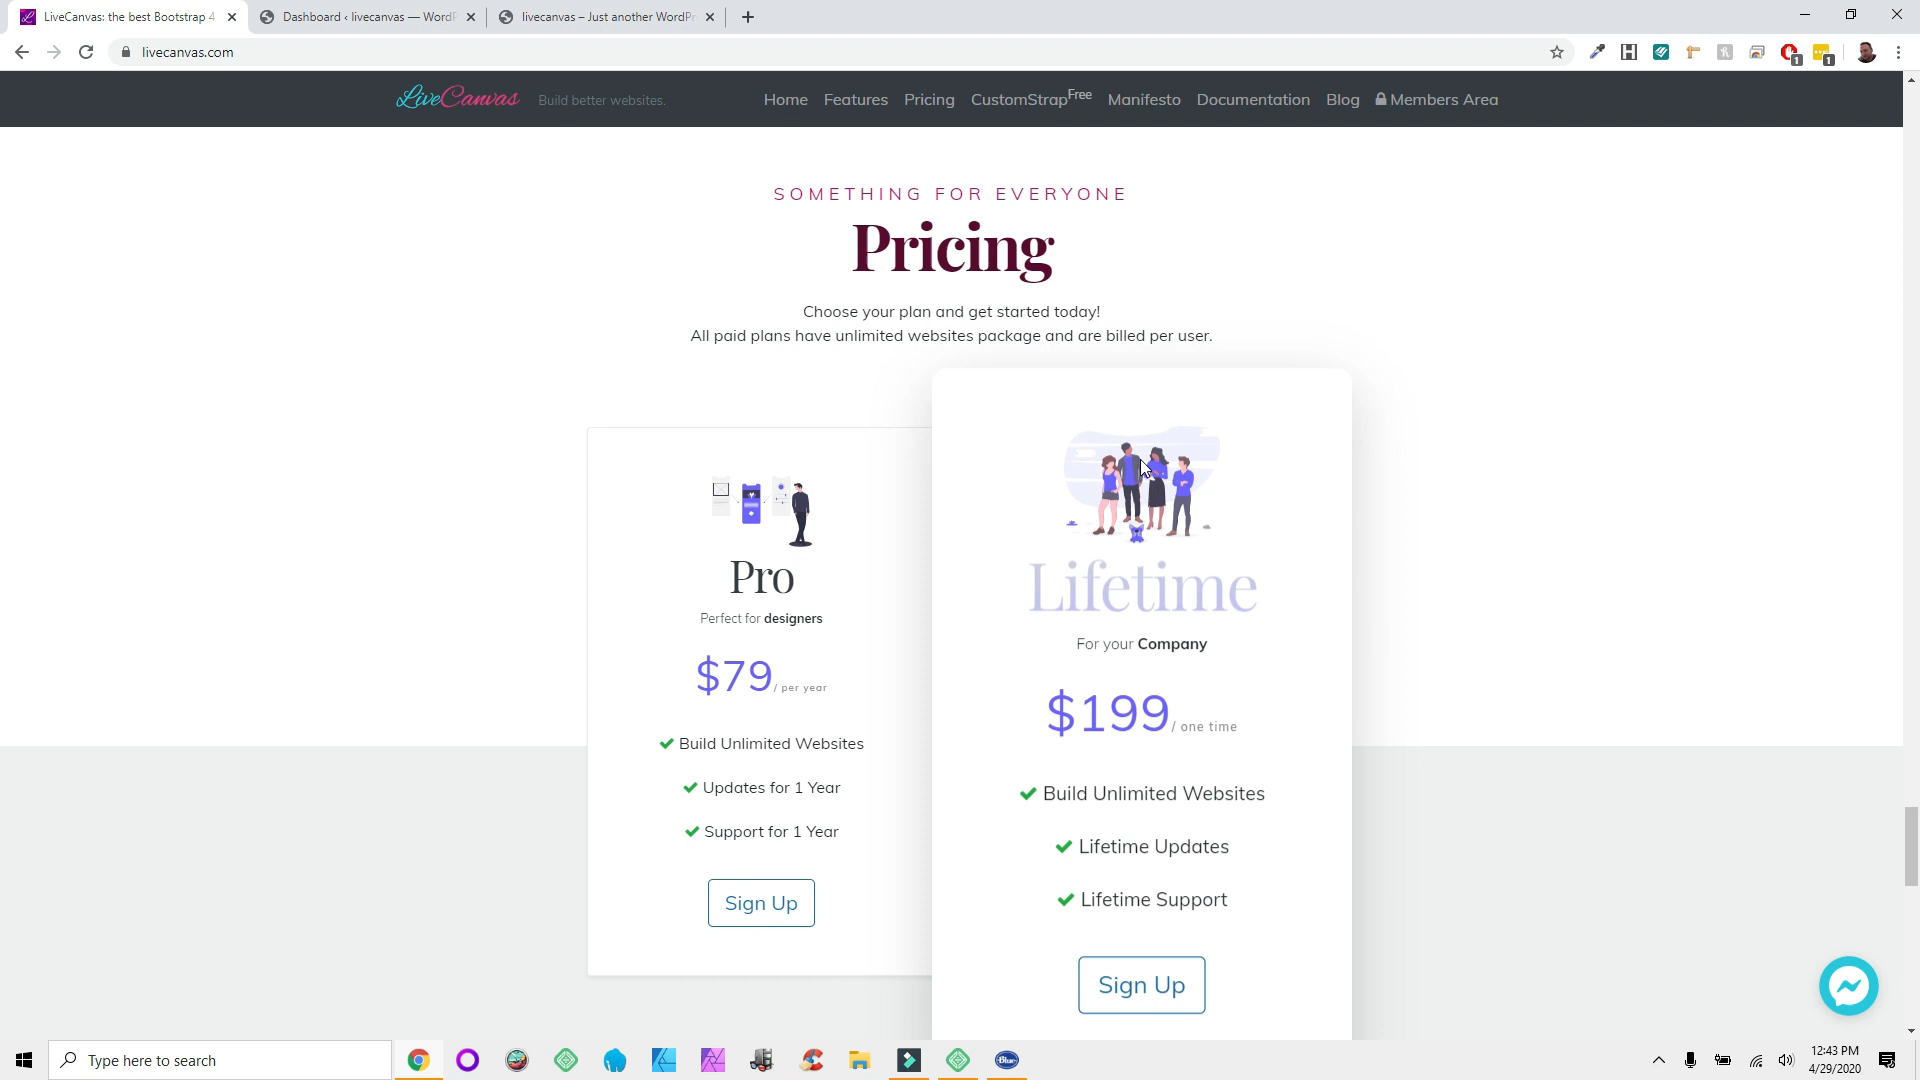 LiveCanvas: the best Bootstrap 4
Dashboard ‹ livecanvas — WordP
livecanvas – Just another WordPr
livecanvas.com
1
1
LiveCanvas
Build better websites.
Home
Features
Pricing
CustomStrap Free
Manifesto
Documentation
Blog
Members Area
SOMETHING FOR EVERYONE
Pricing
Choose your plan and get started today!
All paid plans have unlimited websites package and are billed per user.
Pro
Perfect for designers
$79 / per year
Build Unlimited Websites
Updates for 1 Year
Support for 1 Year
Sign Up
Lifetime
For your Company
$199 / one time
Build Unlimited Websites
Lifetime Updates
Lifetime Support
Sign Up
Type here to search
Blue
12:43 PM
4/29/2020